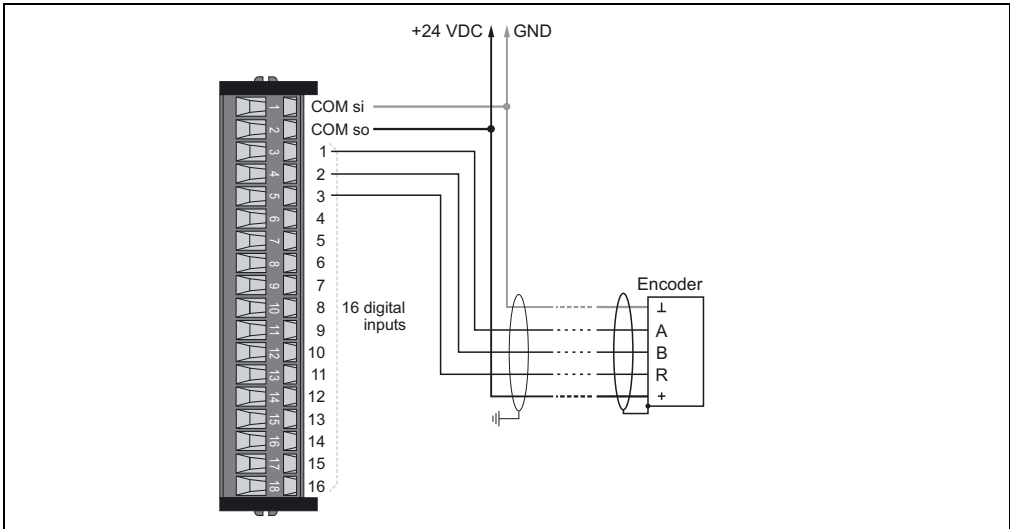 +24 VDC GND
1 COM si
2 COM so
3 1
4 2
5 3
6 4
7 5
8 6
9 7
10 8
11 9
12 10
13 11
14 12
15 13
16 14
17 15
18 16
16 digital
inputs
Encoder
⊥
A
B
R
+